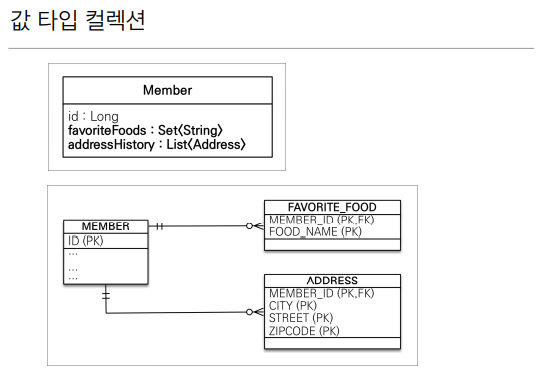 값 타입 컬렉션
Member
id : Long
favoriteFoods : Set<String>
addressHistory : List<Address>
MEMBER
ID (PK)
...
...
...
FAVORITE_FOOD
MEMBER_ID (PK,FK)
FOOD_NAME (PK)
ADDRESS
MEMBER_ID (PK,FK)
CITY (PK)
STREET (PK)
ZIPCODE (PK)